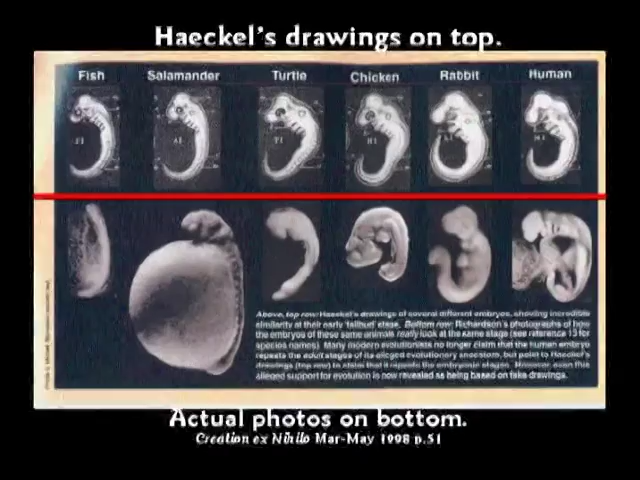 Haeckel's drawings on top.
Fish Salamander Turtle Chicken Rabbit Human
Above, top row: Haeckel's drawings of several different embryos, showing incredible
similarity at their early 'tailbud' stage. Bottom row: Richardson's photographs of how
the embryos of these same animals really look at the same stage (see reference 13 for
species names). Many modern evolutionists no longer claim that the human embryo
repeats the adult stages of its alleged evolutionary ancestors, but point to Haeckel's
drawings (top row) to claim that it repeats the embryonic stages. However, even this
alleged support for evolution is now revealed as being based on fake drawings.
Actual photos on bottom.
Creation ex Nihilo Mar-May 1998 p.51